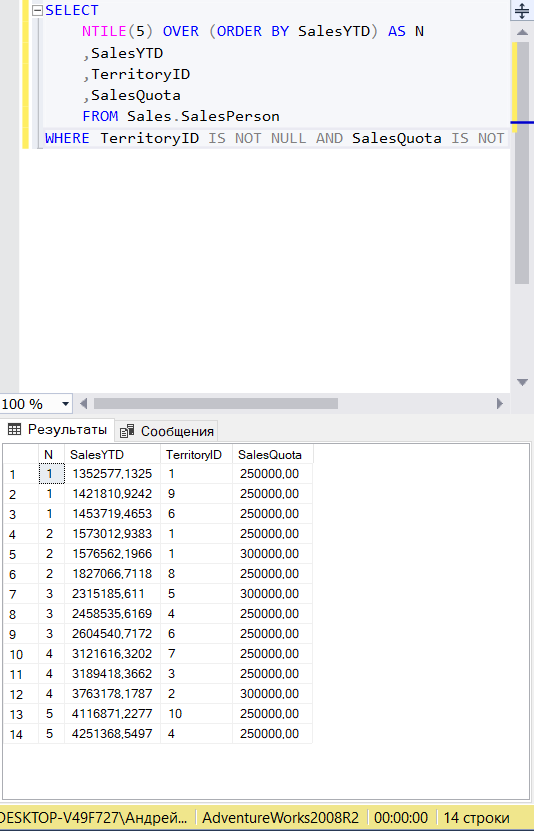 SELECT
NTILE(5) OVER (ORDER BY SalesYTD) AS N
,SalesYTD
,TerritoryID
,SalesQuota
FROM Sales.SalesPerson
WHERE TerritoryID IS NOT NULL AND SalesQuota IS NOT
100 %
Результаты Сообщения
N SalesYTD TerritoryID SalesQuota
1 1 1352577,1325 1 250000,00
2 1 1421810,9242 9 250000,00
3 1 1453719,4653 6 250000,00
4 2 1573012,9383 1 250000,00
5 2 1576562,1966 1 300000,00
6 2 1827066,7118 8 250000,00
7 3 2315185,611 5 300000,00
8 3 2458535,6169 4 250000,00
9 3 2604540,7172 6 250000,00
10 4 3121616,3202 7 250000,00
11 4 3189418,3662 3 250000,00
12 4 3763178,1787 2 300000,00
13 5 4116871,2277 10 250000,00
14 5 4251368,5497 4 250000,00
DESKTOP-V49F727\Андрей... AdventureWorks2008R2 00:00:00 14 строки